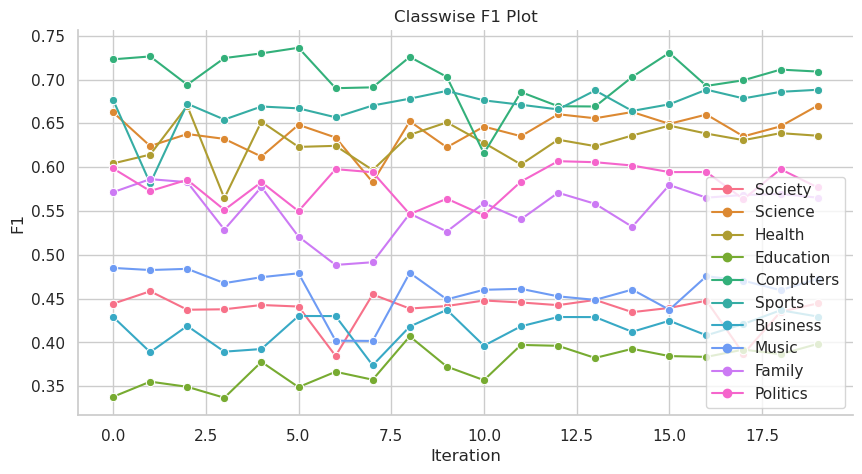 Classwise F1 Plot
0.75
0.70
0.65
0.60
0.55
0.50
0.45
0.40
0.35
F1
0.0 2.5 5.0 7.5 10.0 12.5 15.0 17.5
Iteration
Society
Science
Health
Education
Computers
Sports
Business
Music
Family
Politics